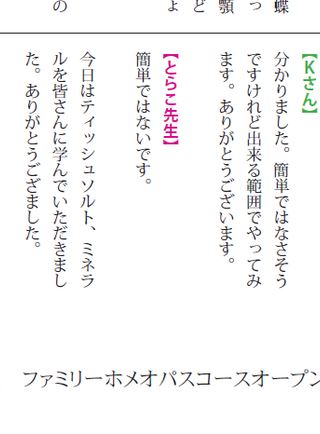 蝶
っ
顎
ど
ょ
の
【Kさん】
分かりました。簡単ではなさそう
ですけれど出来る範囲でやってみ
ます。ありがとうございます。
【とらこ先生】
簡単ではないです。
今日はティッシュソルト、ミネラ
ルを皆さんに学んでいただきまし
た。ありがとうござました。
ファミリーホメオパスコースオープン